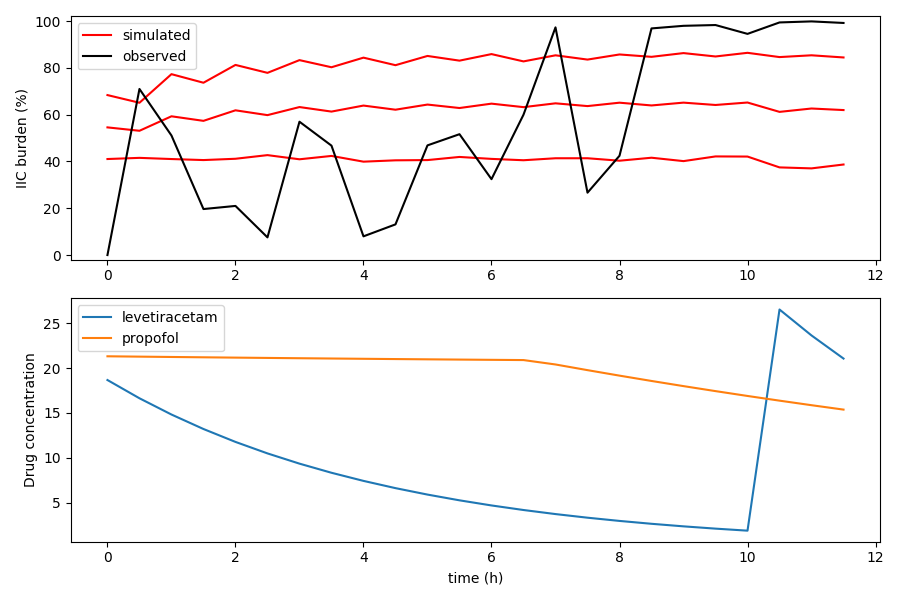 100
80
60
40
20
0
IIC burden (%)
simulated
observed
0 2 4 6 8 10 12
25
20
15
10
5
Drug concentration
levetiracetam
propofol
0 2 4 6 8 10 12
time (h)